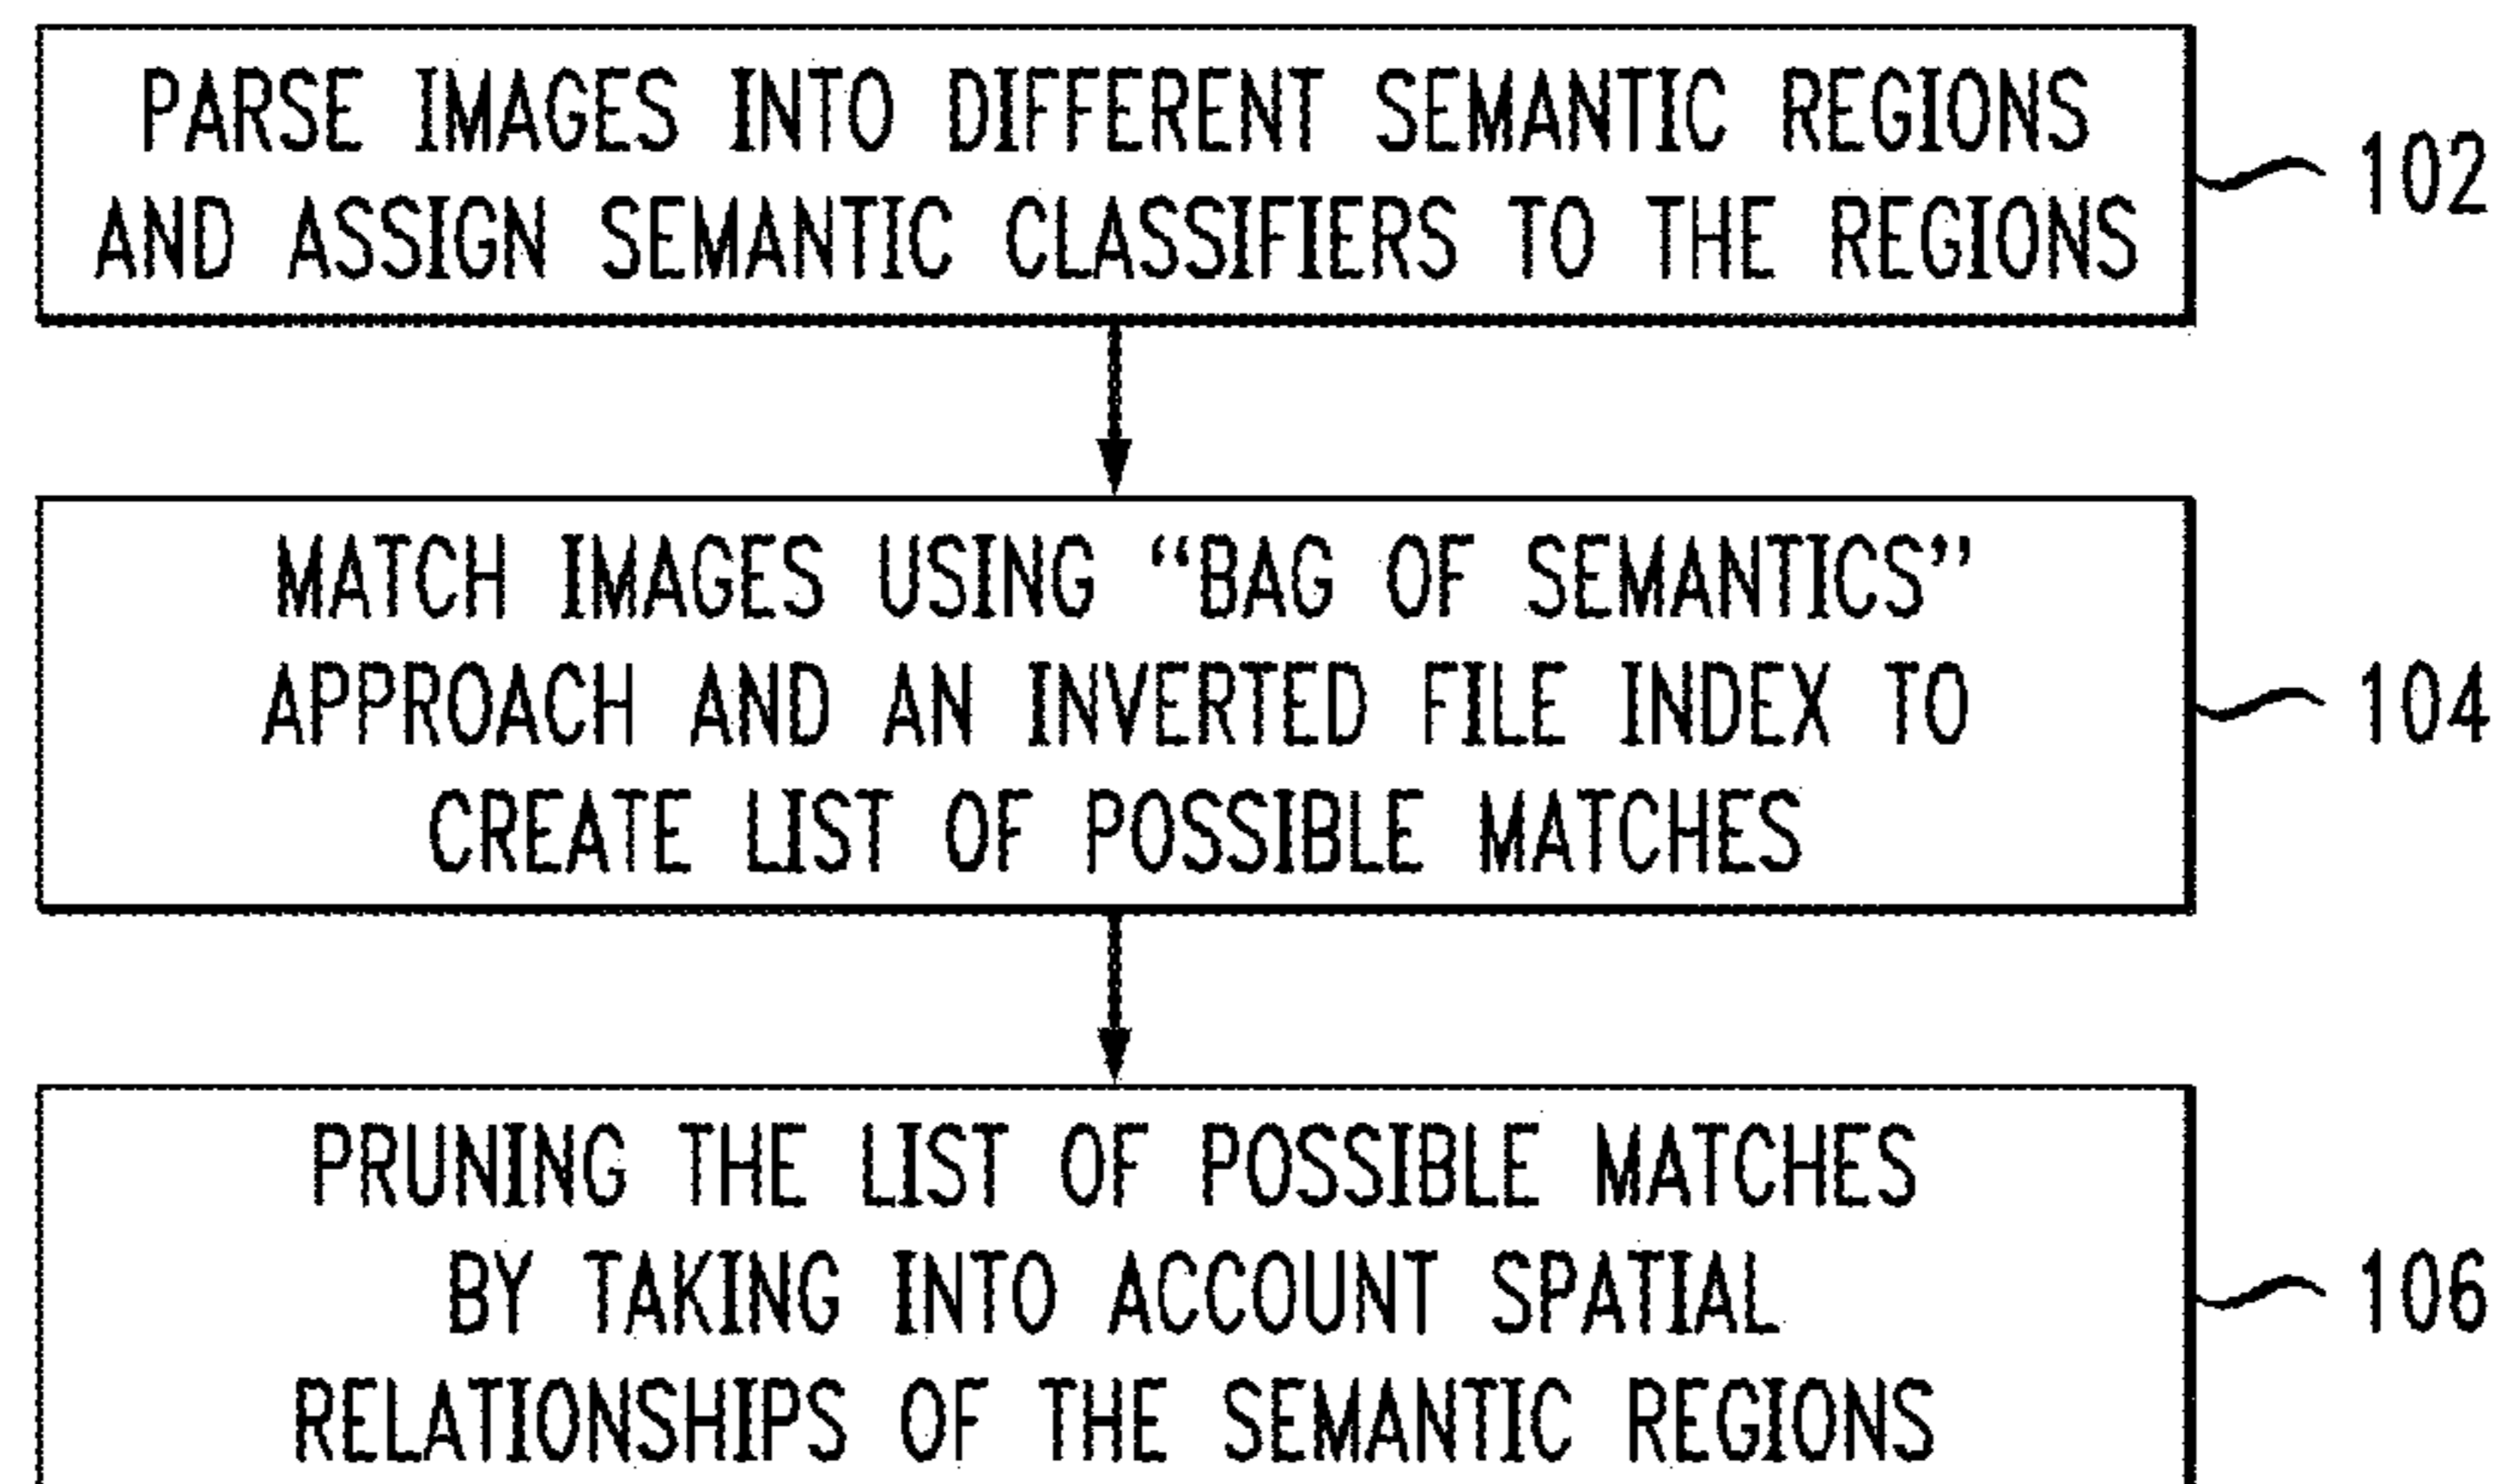 PARSE IMAGES INTO DIFFERENT SEMANTIC REGIONS
AND ASSIGN SEMANTIC CLASSIFIERS TO THE REGIONS
102
MATCH IMAGES USING “BAG OF SEMANTICS”
APPROACH AND AN INVERTED FILE INDEX TO
CREATE LIST OF POSSIBLE MATCHES
104
PRUNING THE LIST OF POSSIBLE MATCHES
BY TAKING INTO ACCOUNT SPATIAL
RELATIONSHIPS OF THE SEMANTIC REGIONS
106